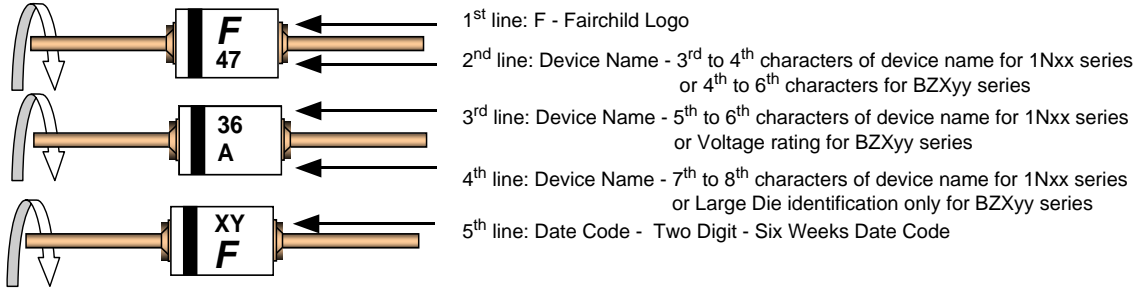 F
47
36
A
XY
F
1st line: F - Fairchild Logo
2nd line: Device Name - 3rd to 4th characters of device name for 1Nxx series
or 4th to 6th characters for BZXyy series
3rd line: Device Name - 5th to 6th characters of device name for 1Nxx series
or Voltage rating for BZXyy series
4th line: Device Name - 7th to 8th characters of device name for 1Nxx series
or Large Die identification only for BZXyy series
5th line: Date Code - Two Digit - Six Weeks Date Code